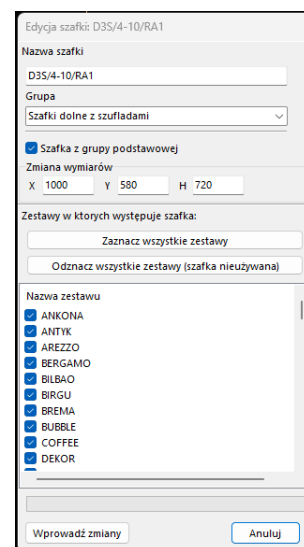 Edycja szafki: D3S/4-10/RA1
Nazwa szafki
D3S/4-10/RA1
Grupa
Szafki dolne z szufladami
Szafka z grupy podstawowej
Zmiana wymiarów
X 1000 Y 580 H 720
Zestawy w ktorych występuje szafka:
Zaznacz wszystkie zestawy
Odznacz wszystkie zestawy (szafka nieużywana)
Nazwa zestawu
ANKONA
ANTYK
AREZZO
BERGAMO
BILBAO
BIRGU
BREMA
BUBBLE
COFFEE
DEKOR
Wprowadź zmiany Anuluj